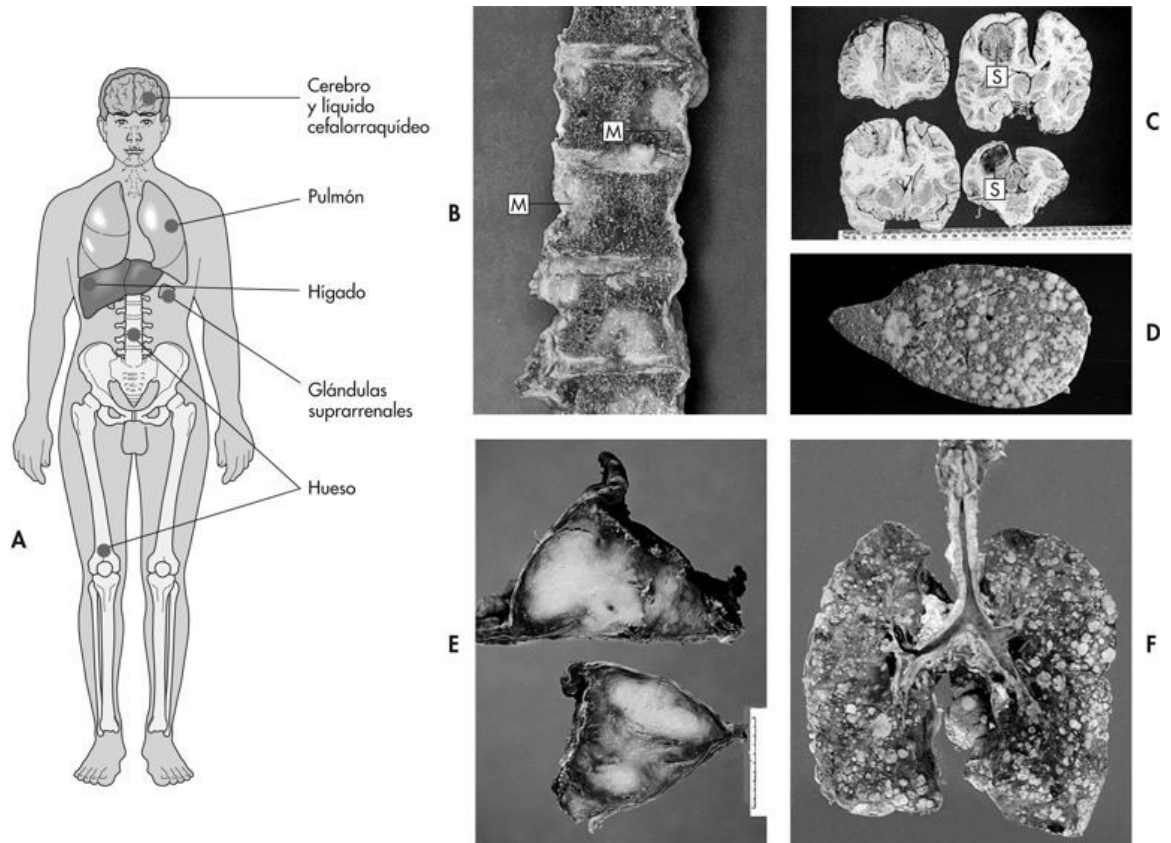 Cerebro
y líquido
cefalorraquídeo
Pulmón
Hígado
Glándulas
suprarrenales
Hueso
A
M
M
B
S
S
C
D
E
F